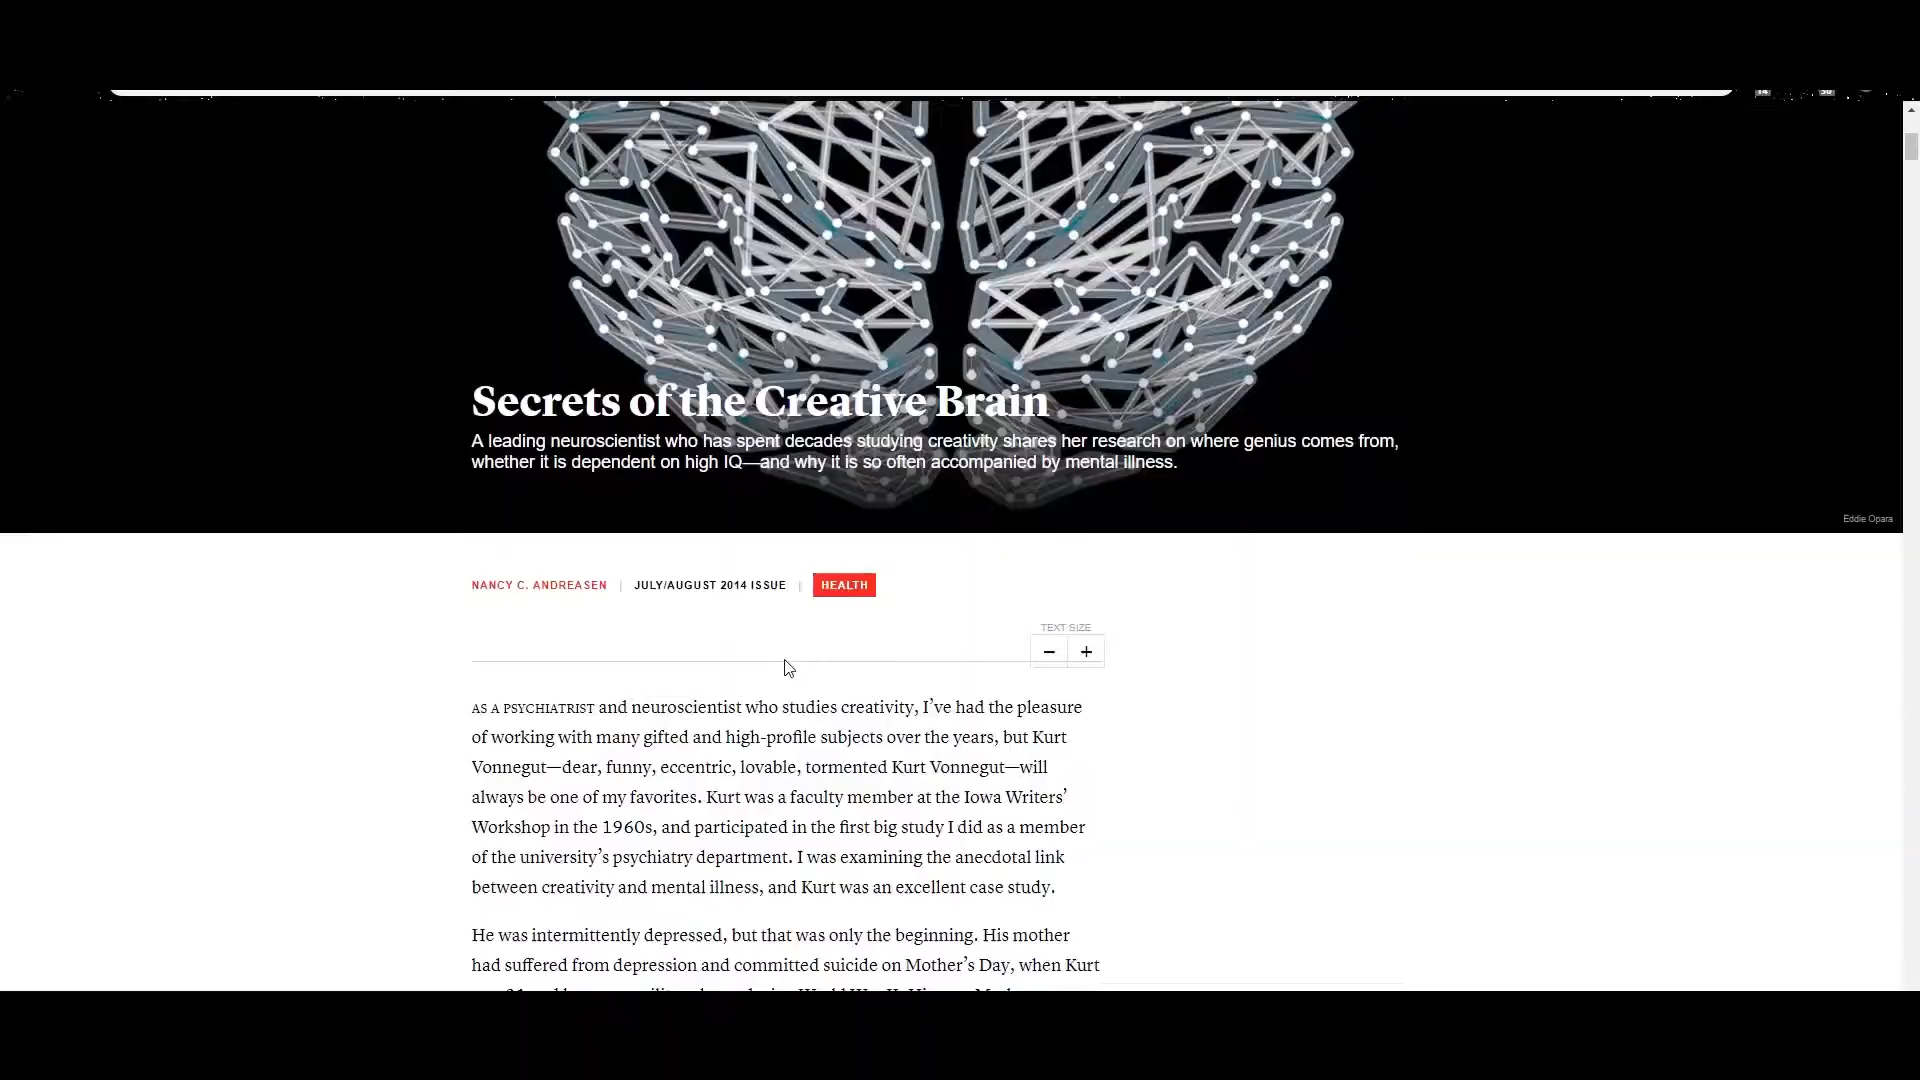 Secrets of the Creative Brain
A leading neuroscientist who has spent decades studying creativity shares her research on where genius comes from,
whether it is dependent on high IQ—and why it is so often accompanied by mental illness.
Eddie Opara
NANCY C. ANDREASEN | JULY/AUGUST 2014 ISSUE | HEALTH
TEXT SIZE
− +
AS A PSYCHIATRIST and neuroscientist who studies creativity, I’ve had the pleasure
of working with many gifted and high-profile subjects over the years, but Kurt
Vonnegut—dear, funny, eccentric, lovable, tormented Kurt Vonnegut—will
always be one of my favorites. Kurt was a faculty member at the Iowa Writers’
Workshop in the 1960s, and participated in the first big study I did as a member
of the university’s psychiatry department. I was examining the anecdotal link
between creativity and mental illness, and Kurt was an excellent case study.
He was intermittently depressed, but that was only the beginning. His mother
had suffered from depression and committed suicide on Mother’s Day, when Kurt